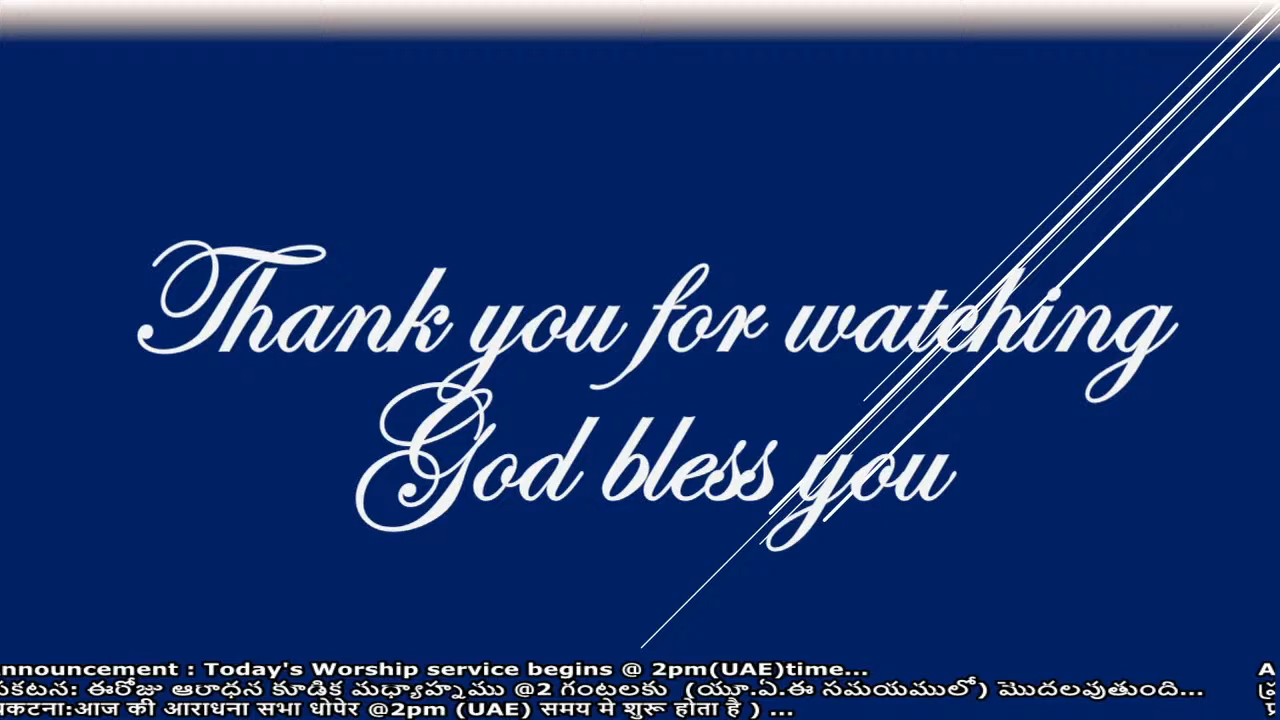 Thank you for watching
God bless you
nnouncement : Today's Worship service begins @ 2pm(UAE)time...
కటన: ఈరోజు ఆరాధన కూడిక మధ్యాహ్నము @2 గంటలకు (యూ.ఏ.ఈ సమయములో) మొదలవుతుంది...
कटना:आज की आराधना सभा धोपेर @2pm (UAE) समय मे शुरू होता है ) ...